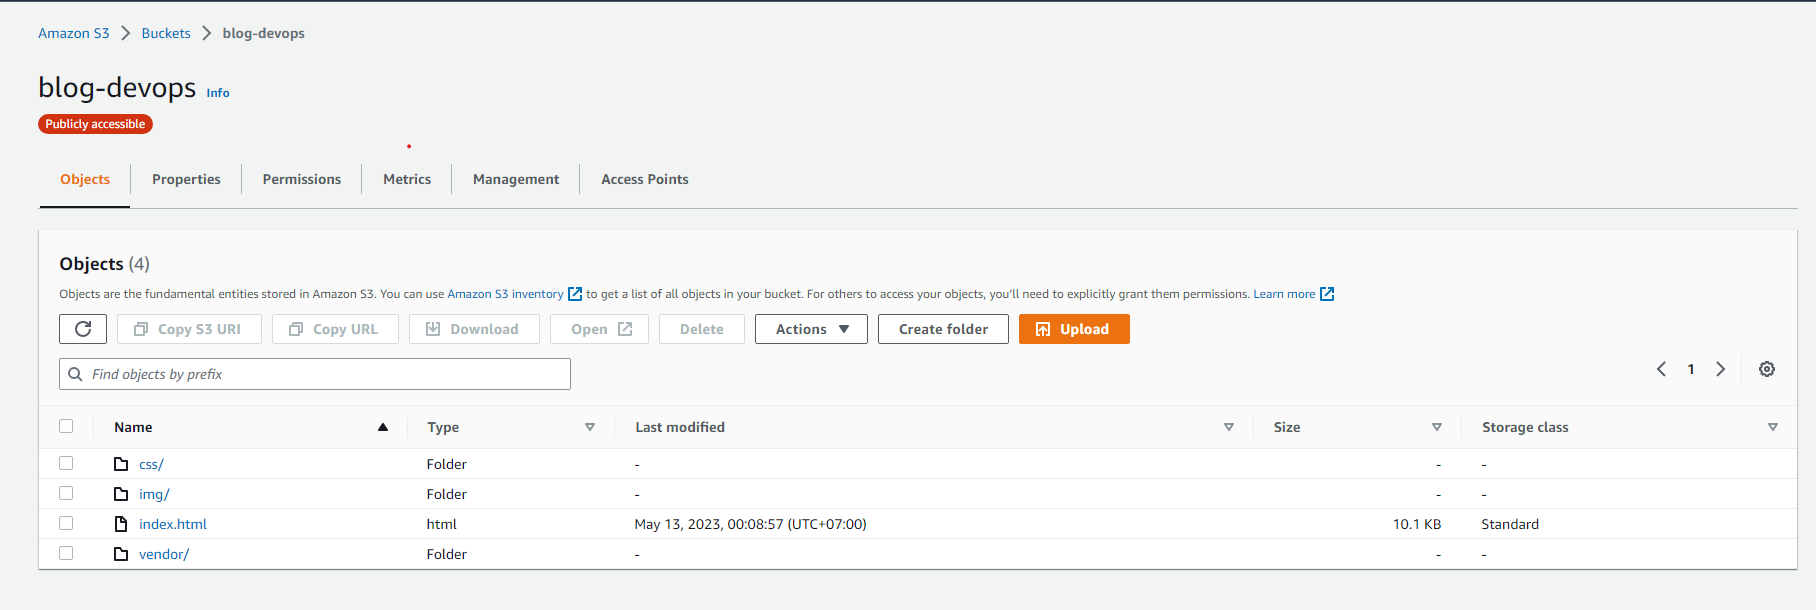 Amazon S3 > Buckets > blog-devops
blog-devops Info
Publicly accessible
Objects Properties Permissions Metrics Management Access Points
Objects (4)
Objects are the fundamental entities stored in Amazon S3. You can use Amazon S3 inventory to get a list of all objects in your bucket. For others to access your objects, you'll need to explicitly grant them permissions. Learn more
Copy S3 URI Copy URL Download Open Delete Actions Create folder Upload
Find objects by prefix 1
Name Type Last modified Size Storage class
css/ Folder - - -
img/ Folder - - -
index.html html May 13, 2023, 00:08:57 (UTC+07:00) 10.1 KB Standard
vendor/ Folder - - -